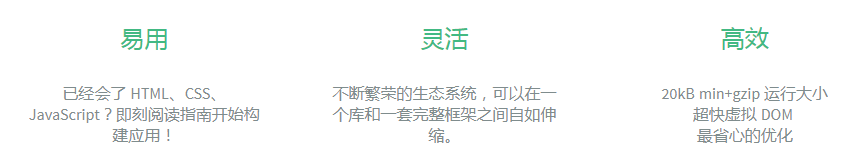 易用
已经会了 HTML、CSS、
JavaScript？即刻阅读指南开始构
建应用！
灵活
不断繁荣的生态系统，可以在一
个库和一套完整框架之间自如伸
缩。
高效
20kB min+gzip 运行大小
超快虚拟 DOM
最省心的优化